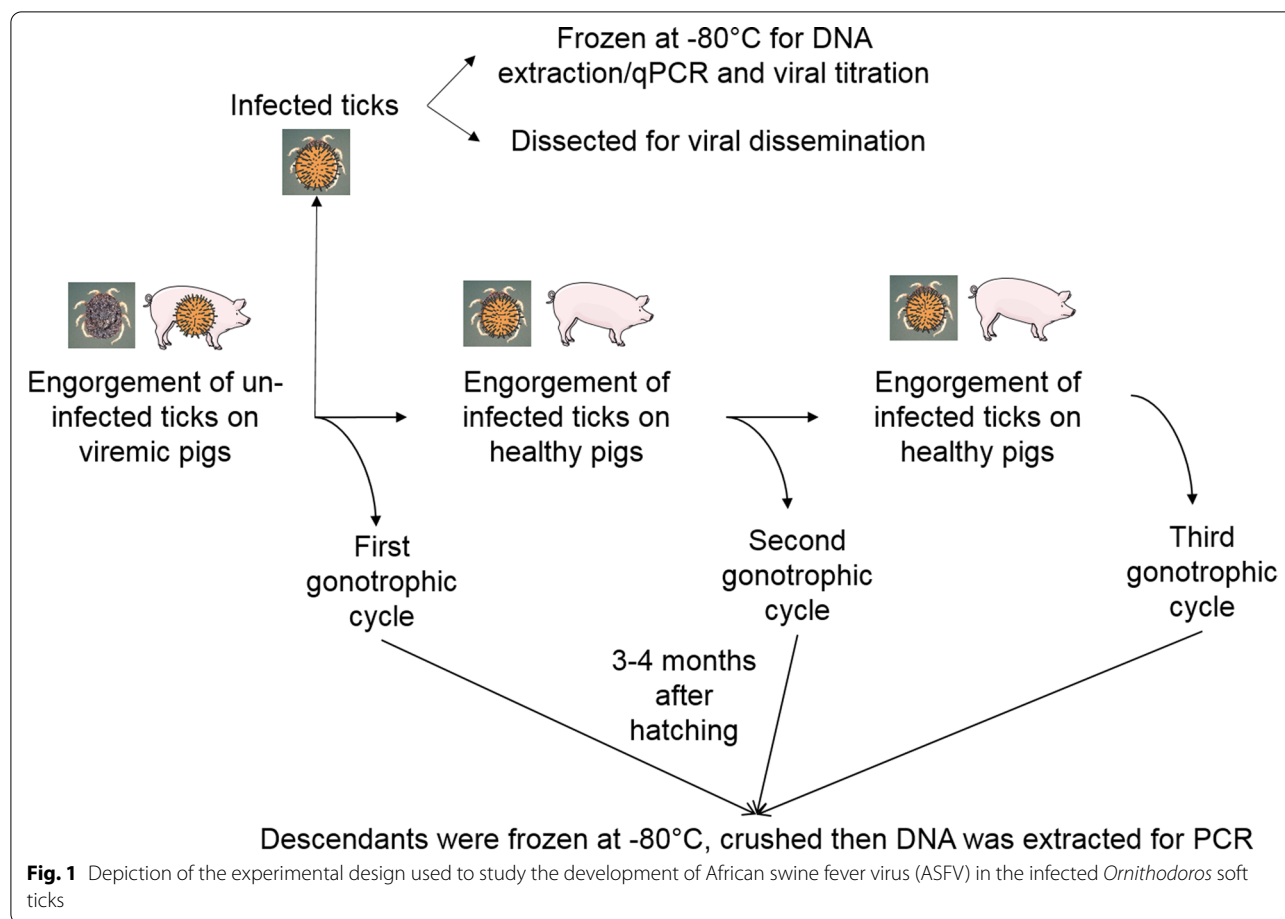 Frozen at -80°C for DNA
extraction/qPCR and viral titration
Infected ticks
Dissected for viral dissemination
Engorgement of un-
infected ticks on
viremic pigs
Engorgement of
infected ticks on
healthy pigs
Engorgement of
infected ticks on
healthy pigs
First
gonotrophic
cycle
Second
gonotrophic
cycle
Third
gonotrophic
cycle
3-4 months
after
hatching
Descendants were frozen at -80°C, crushed then DNA was extracted for PCR
Fig. 1 Depiction of the experimental design used to study the development of African swine fever virus (ASFV) in the infected Ornithodoros soft
ticks